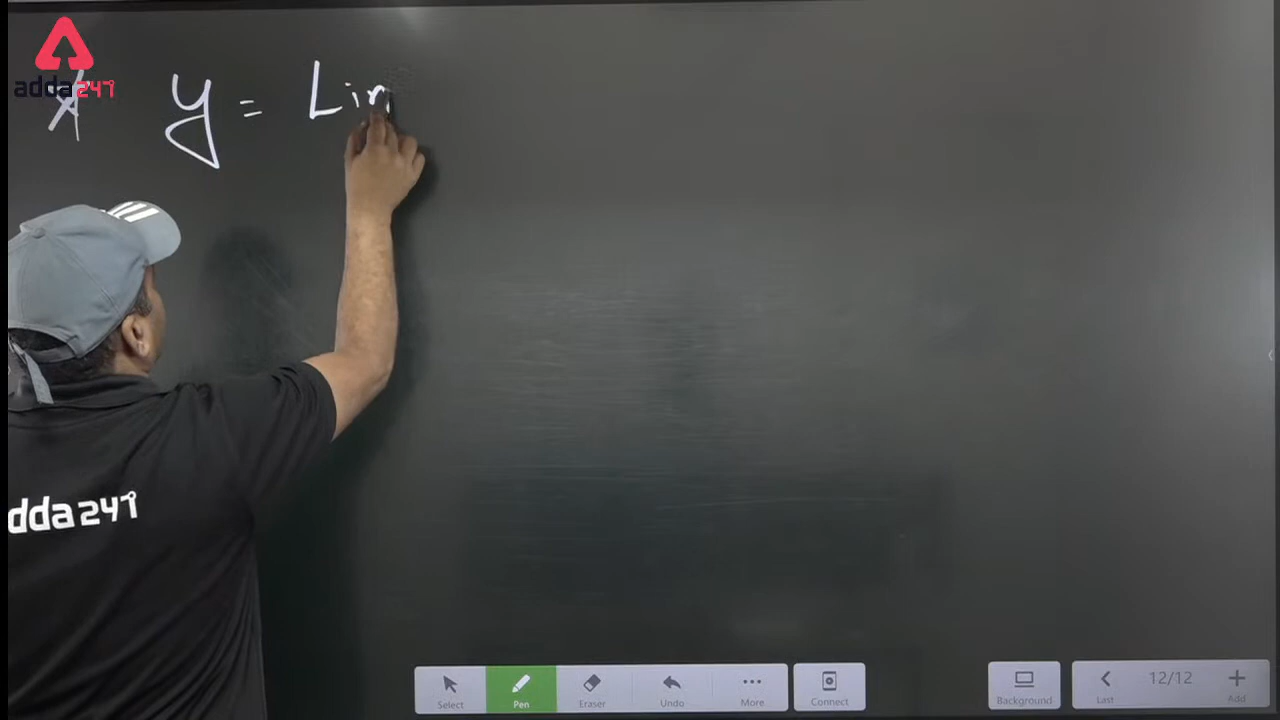 adda247
y = Lin
adda247
Select
Pen
Eraser
Undo
More
Connect
Background
Last
12/12
Add